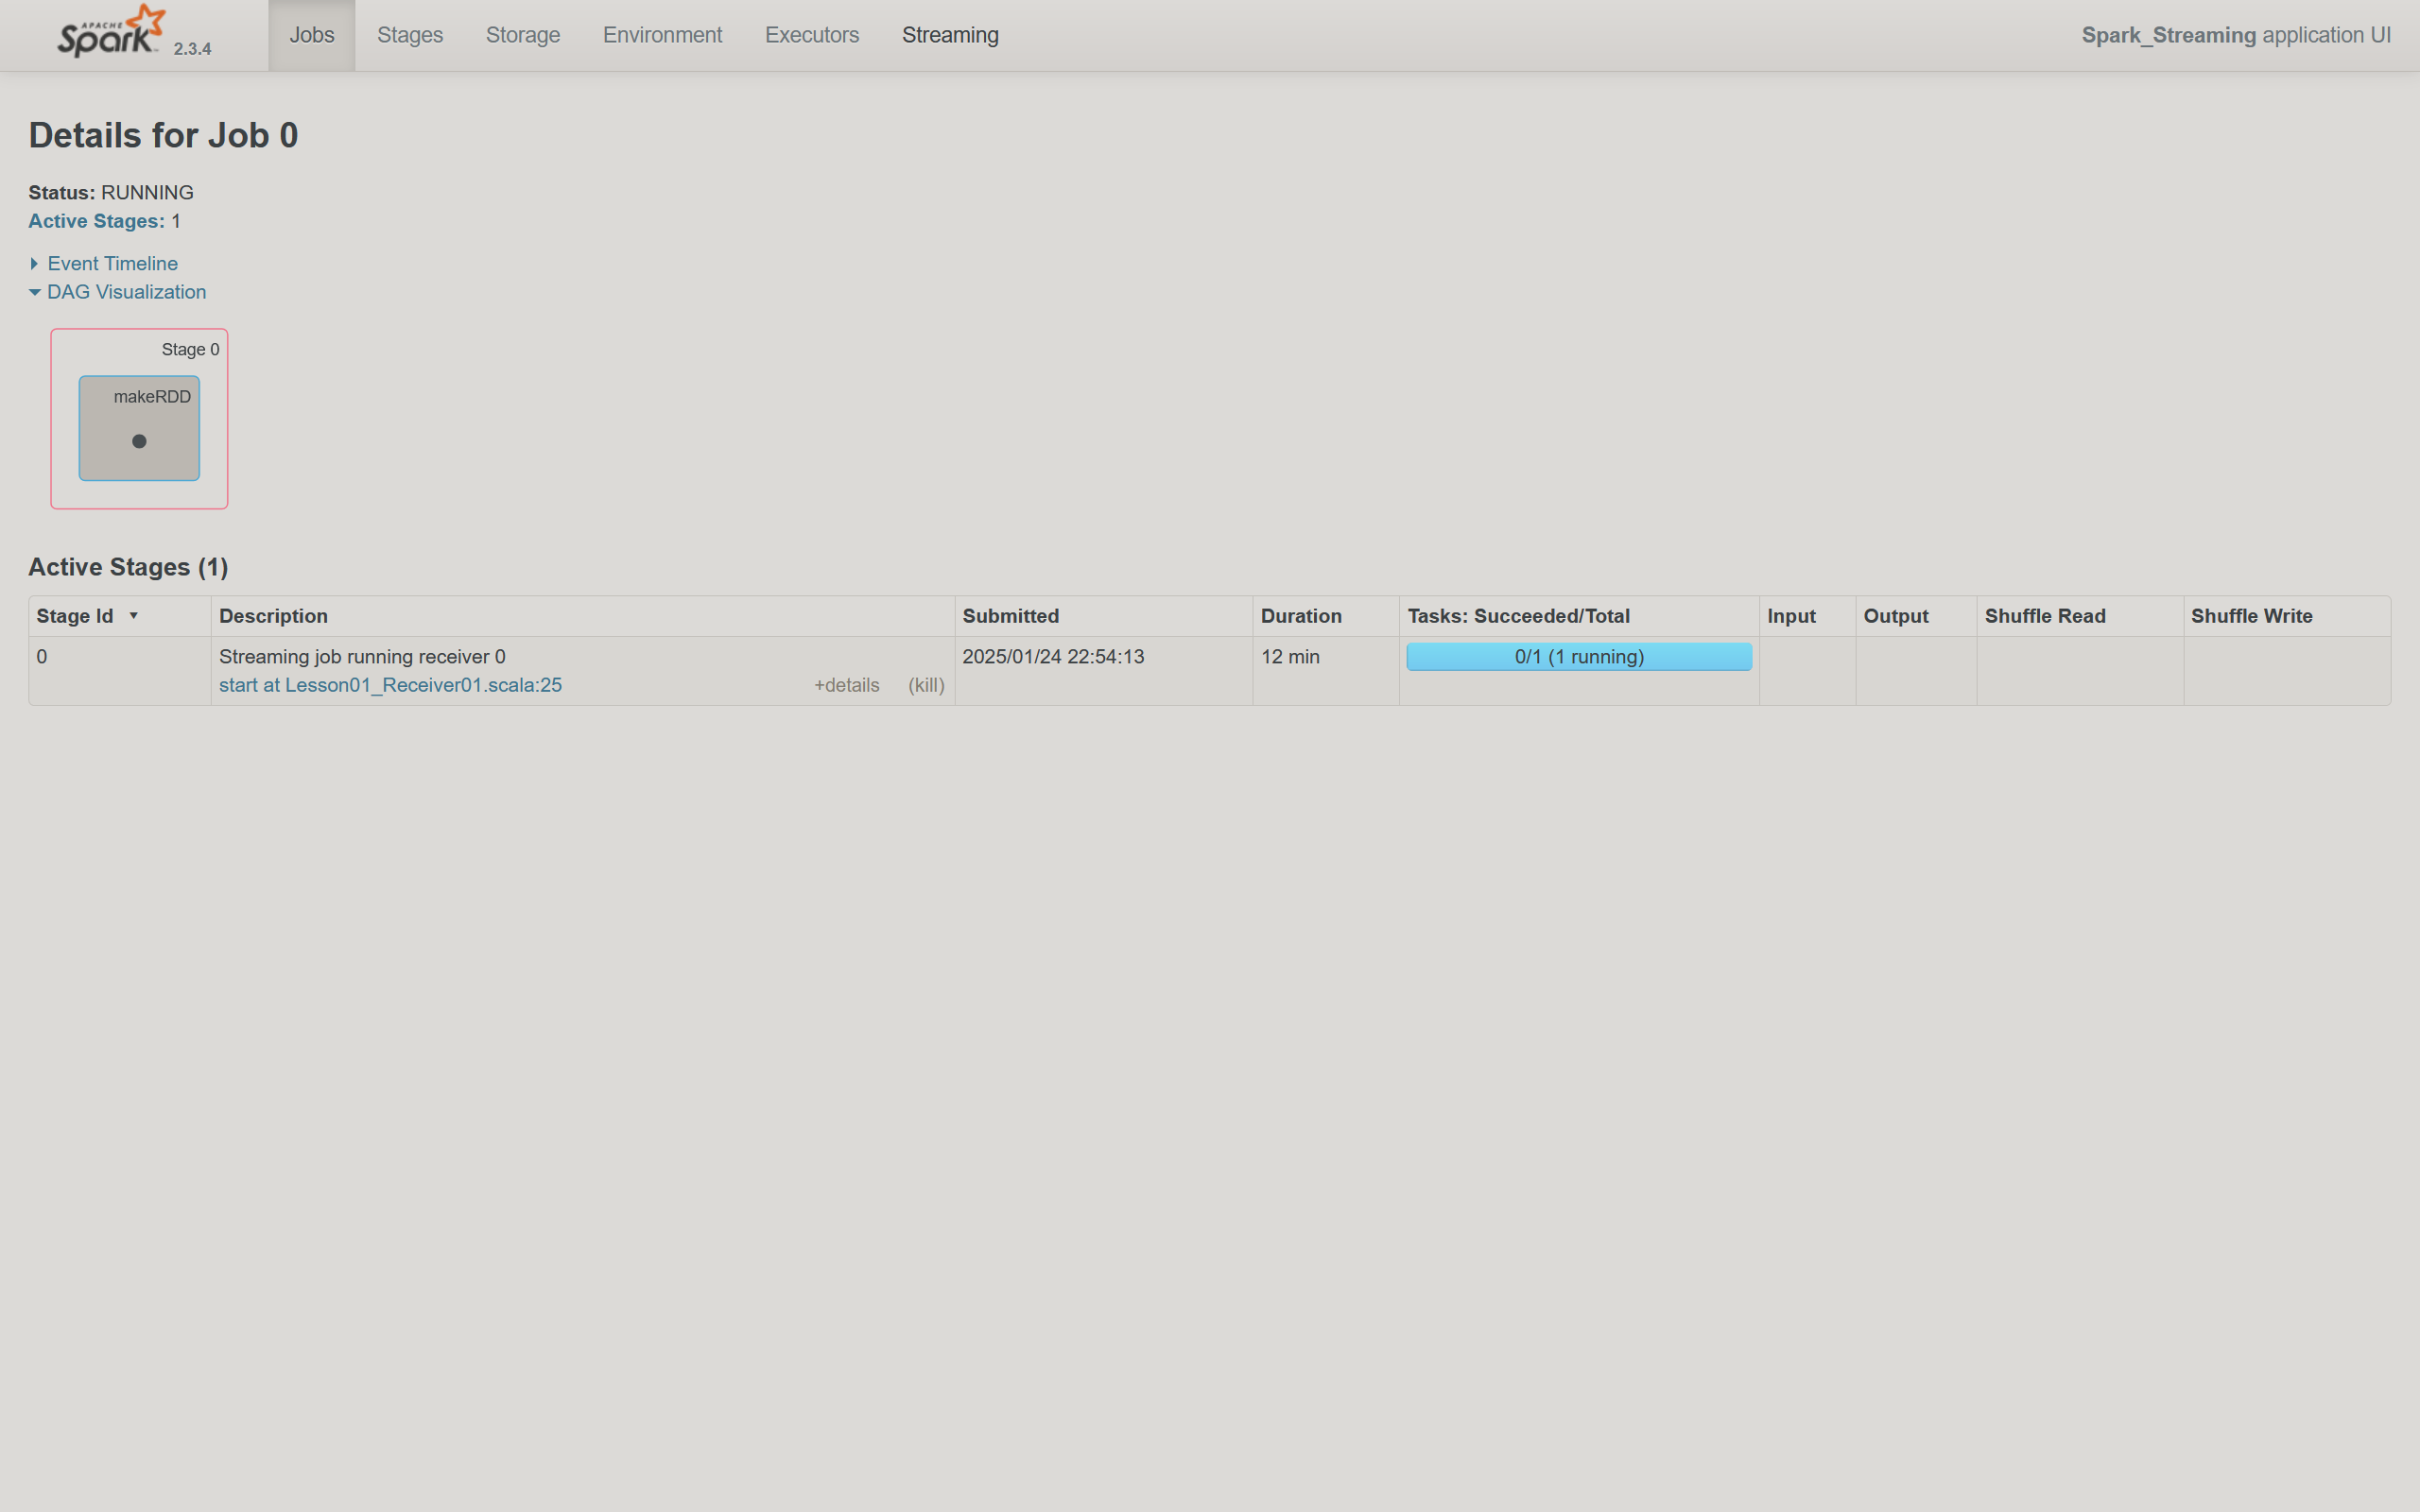 APACHE
Spark 2.3.4
Jobs Stages Storage Environment Executors Streaming Spark_Streaming application UI
Details for Job 0
Status: RUNNING
Active Stages: 1
Event Timeline
DAG Visualization
Stage 0
makeRDD
Active Stages (1)
Stage Id Description Submitted Duration Tasks: Succeeded/Total Input Output Shuffle Read Shuffle Write
0 Streaming job running receiver 0 2025/01/24 22:54:13 12 min 0/1 (1 running)
start at Lesson01_Receiver01.scala:25 +details (kill)